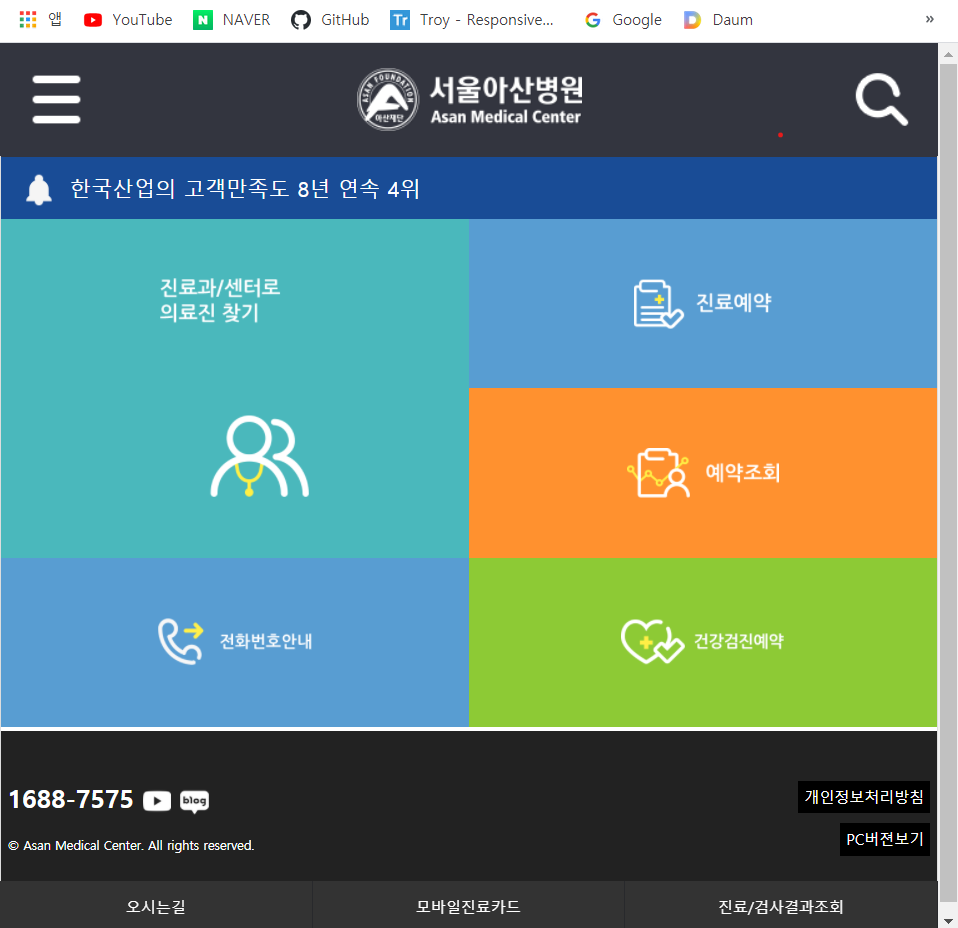 앱 YouTube NAVER GitHub Tr Troy - Responsive... Google Daum »
ASAN FOUNDATION
아산재단
서울아산병원
Asan Medical Center
한국산업의 고객만족도 8년 연속 4위
진료과/센터로
의료진 찾기
진료예약
예약조회
전화번호안내
건강검진예약
1688-7575 blog
개인정보처리방침
PC버젼보기
© Asan Medical Center. All rights reserved.
오시는길 모바일진료카드 진료/검사결과조회